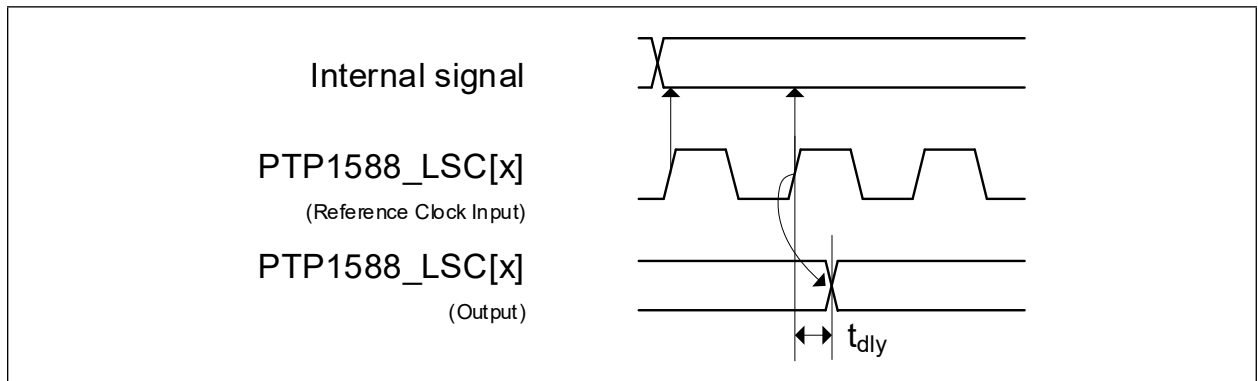 Internal signal
PTP1588_LSC[x]
(Reference Clock Input)
PTP1588_LSC[x]
(Output)
tdly